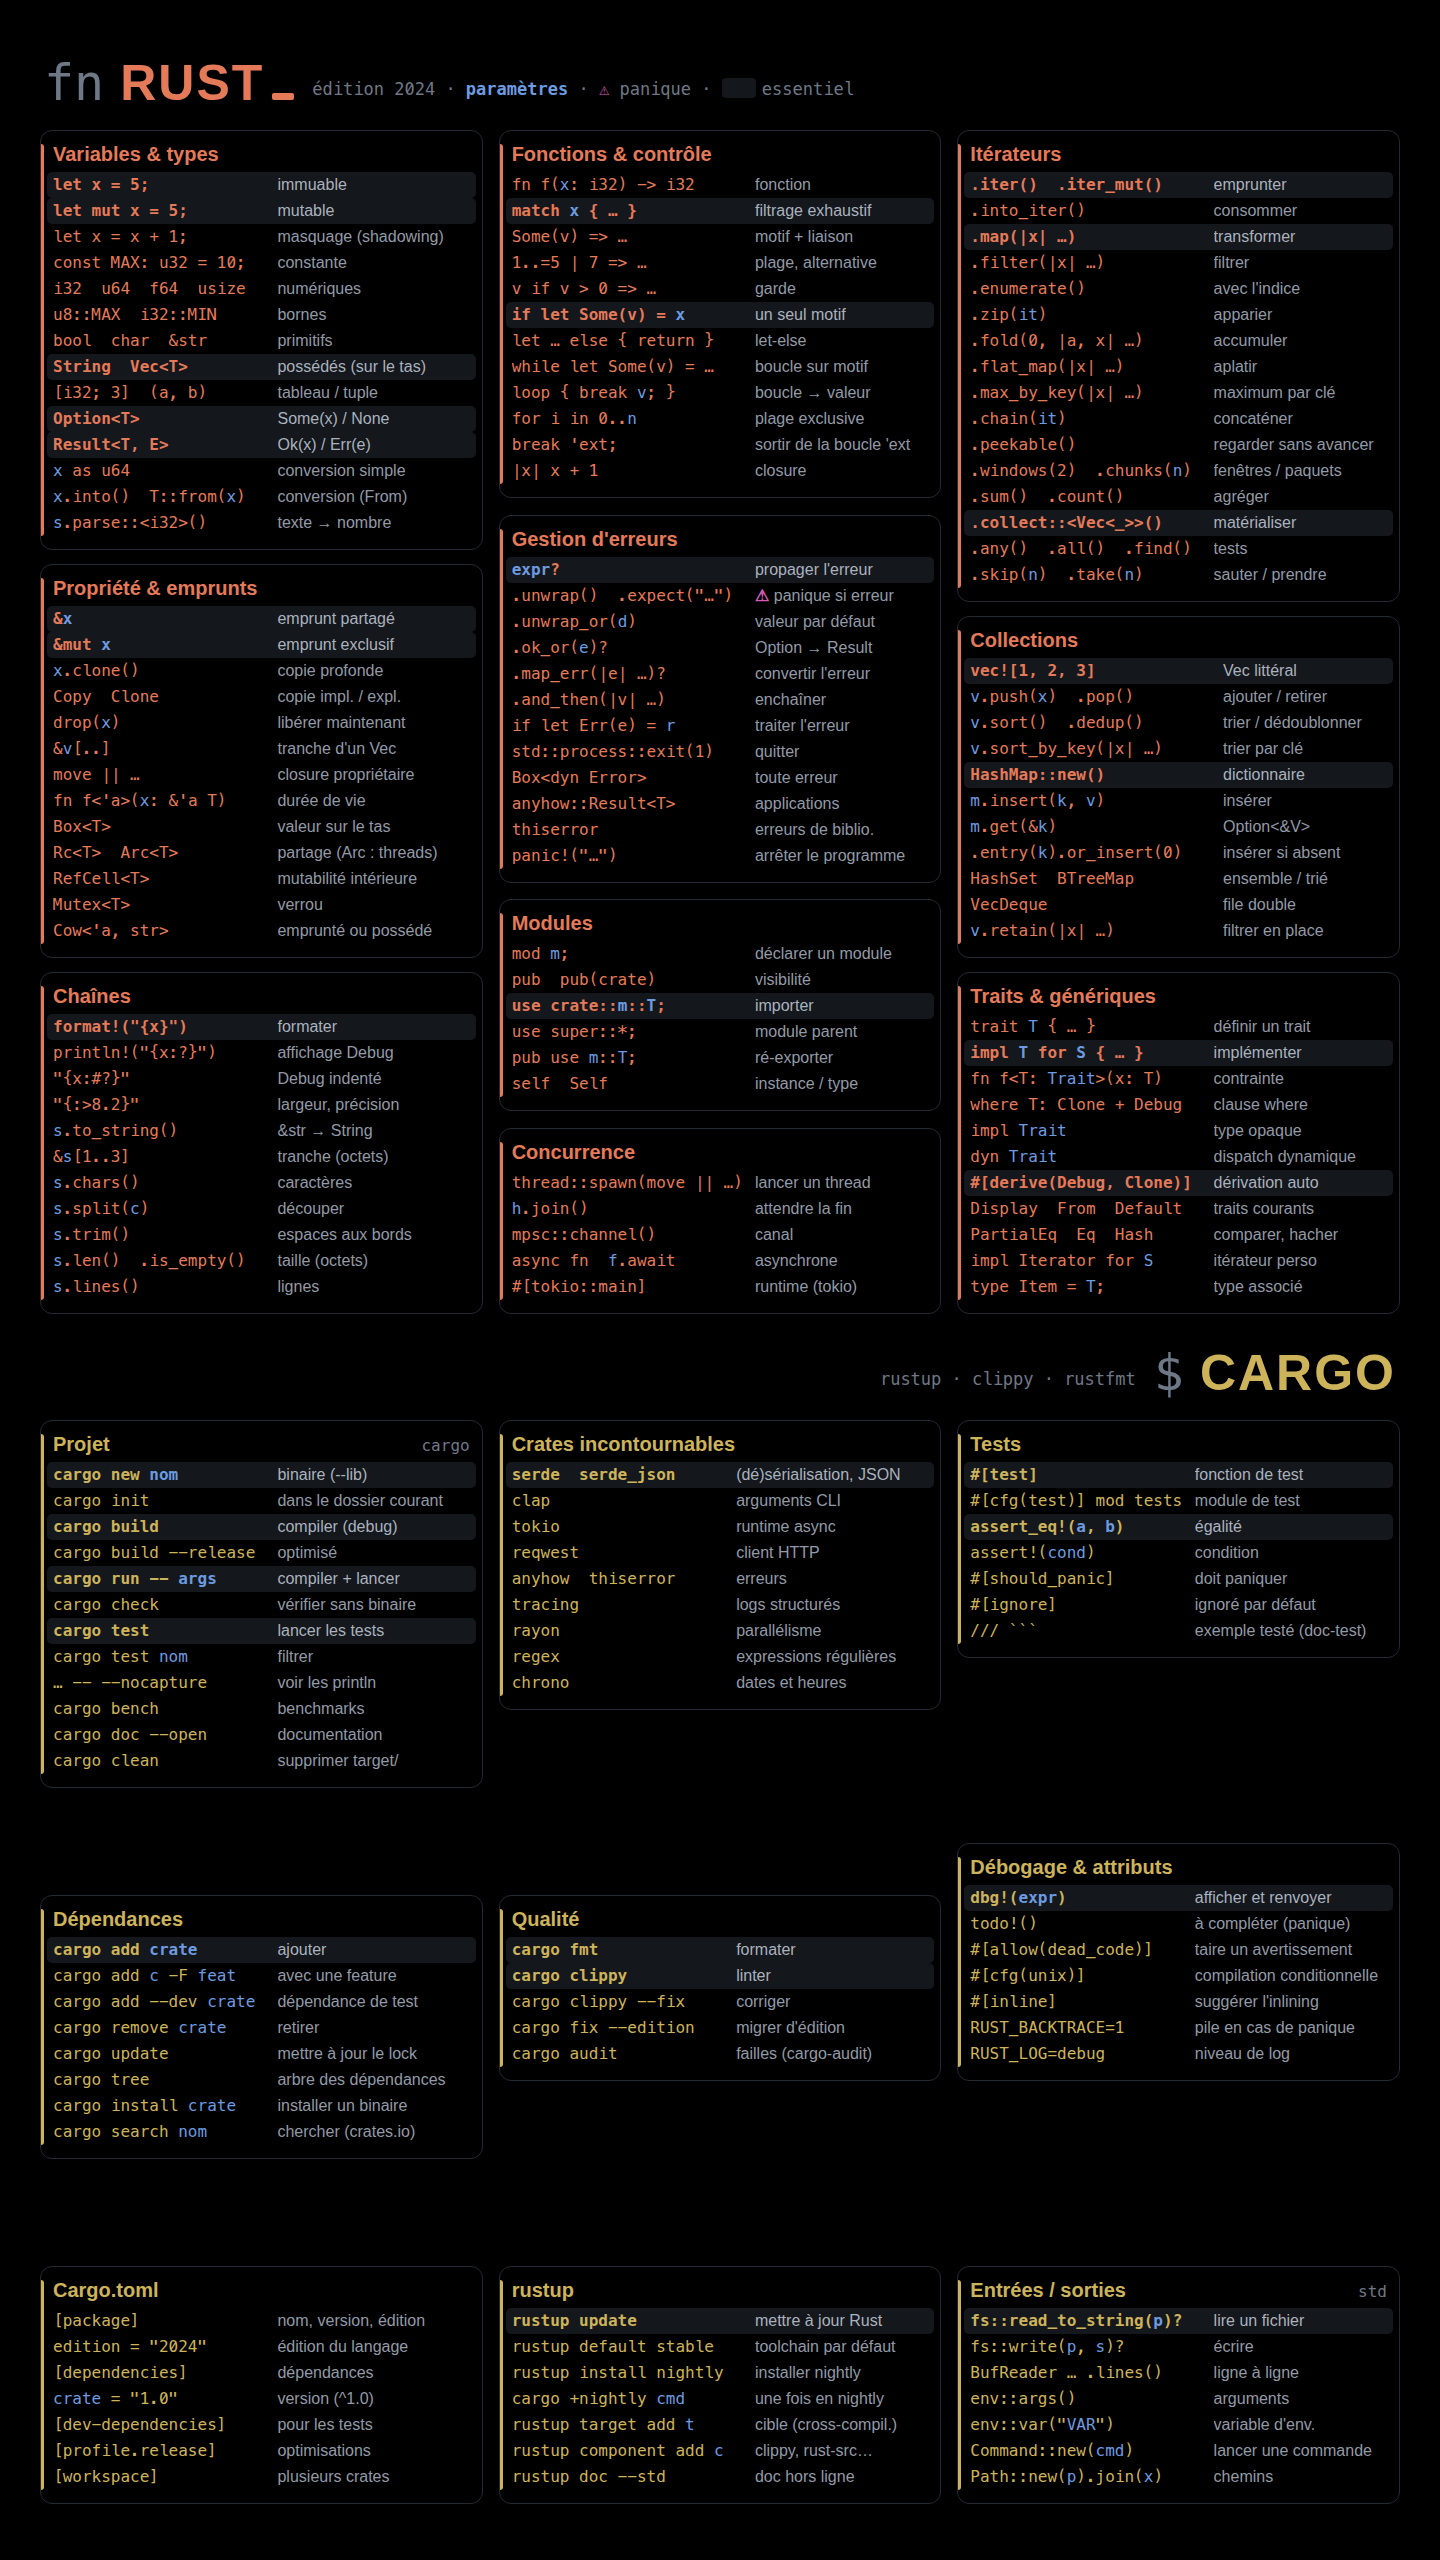 fn RUST_ édition 2024 · paramètres · ⚠ panique · essentiel
Variables & types
let x = 5; immuable
let mut x = 5; mutable
let x = x + 1; masquage (shadowing)
const MAX: u32 = 10; constante
i32 u64 f64 usize numériques
u8::MAX i32::MIN bornes
bool char &str primitifs
String Vec<T> possédés (sur le tas)
[i32; 3] (a, b) tableau / tuple
Option<T> Some(x) / None
Result<T, E> Ok(x) / Err(e)
x as u64 conversion simple
x.into() T::from(x) conversion (From)
s.parse::<i32>() texte → nombre
Propriété & emprunts
&x emprunt partagé
&mut x emprunt exclusif
x.clone() copie profonde
Copy Clone copie impl. / expl.
drop(x) libérer maintenant
&v[..] tranche d'un Vec
move || … closure propriétaire
fn f<'a>(x: &'a T) durée de vie
Box<T> valeur sur le tas
Rc<T> Arc<T> partage (Arc : threads)
RefCell<T> mutabilité intérieure
Mutex<T> verrou
Cow<'a, str> emprunté ou possédé
Chaînes
format!("{x}") formater
println!("{x:?}") affichage Debug
"{x:#?}" Debug indenté
"{:>8.2}" largeur, précision
s.to_string() &str → String
&s[1..3] tranche (octets)
s.chars() caractères
s.split(c) découper
s.trim() espaces aux bords
s.len() .is_empty() taille (octets)
s.lines() lignes
Fonctions & contrôle
fn f(x: i32) −> i32 fonction
match x { … } filtrage exhaustif
Some(v) => … motif + liaison
1..=5 | 7 => … plage, alternative
v if v > 0 => … garde
if let Some(v) = x un seul motif
let … else { return } let-else
while let Some(v) = … boucle sur motif
loop { break v; } boucle → valeur
for i in 0..n plage exclusive
break 'ext; sortir de la boucle 'ext
|x| x + 1 closure
Gestion d'erreurs
expr? propager l'erreur
.unwrap() .expect("…") ⚠ panique si erreur
.unwrap_or(d) valeur par défaut
.ok_or(e)? Option → Result
.map_err(|e| …)? convertir l'erreur
.and_then(|v| …) enchaîner
if let Err(e) = r traiter l'erreur
std::process::exit(1) quitter
Box<dyn Error> toute erreur
anyhow::Result<T> applications
thiserror erreurs de biblio.
panic!("…") arrêter le programme
Modules
mod m; déclarer un module
pub pub(crate) visibilité
use crate::m::T; importer
use super::*; module parent
pub use m::T; ré-exporter
self Self instance / type
Concurrence
thread::spawn(move || …) lancer un thread
h.join() attendre la fin
mpsc::channel() canal
async fn f.await asynchrone
#[tokio::main] runtime (tokio)
Itérateurs
.iter() .iter_mut() emprunter
.into_iter() consommer
.map(|x| …) transformer
.filter(|x| …) filtrer
.enumerate() avec l'indice
.zip(it) apparier
.fold(0, |a, x| …) accumuler
.flat_map(|x| …) aplatir
.max_by_key(|x| …) maximum par clé
.chain(it) concaténer
.peekable() regarder sans avancer
.windows(2) .chunks(n) fenêtres / paquets
.sum() .count() agréger
.collect::<Vec<_>>() matérialiser
.any() .all() .find() tests
.skip(n) .take(n) sauter / prendre
Collections
vec![1, 2, 3] Vec littéral
v.push(x) .pop() ajouter / retirer
v.sort() .dedup() trier / dédoublonner
v.sort_by_key(|x| …) trier par clé
HashMap::new() dictionnaire
m.insert(k, v) insérer
m.get(&k) Option<&V>
.entry(k).or_insert(0) insérer si absent
HashSet BTreeMap ensemble / trié
VecDeque file double
v.retain(|x| …) filtrer en place
Traits & génériques
trait T { … } définir un trait
impl T for S { … } implémenter
fn f<T: Trait>(x: T) contrainte
where T: Clone + Debug clause where
impl Trait type opaque
dyn Trait dispatch dynamique
#[derive(Debug, Clone)] dérivation auto
Display From Default traits courants
PartialEq Eq Hash comparer, hacher
impl Iterator for S itérateur perso
type Item = T; type associé
rustup · clippy · rustfmt $ CARGO
Projet cargo
cargo new nom binaire (--lib)
cargo init dans le dossier courant
cargo build compiler (debug)
cargo build −−release optimisé
cargo run −− args compiler + lancer
cargo check vérifier sans binaire
cargo test lancer les tests
cargo test nom filtrer
… −− −−nocapture voir les println
cargo bench benchmarks
cargo doc −−open documentation
cargo clean supprimer target/
Crates incontournables
serde serde_json (dé)sérialisation, JSON
clap arguments CLI
tokio runtime async
reqwest client HTTP
anyhow thiserror erreurs
tracing logs structurés
rayon parallélisme
regex expressions régulières
chrono dates et heures
Tests
#[test] fonction de test
#[cfg(test)] mod tests module de test
assert_eq!(a, b) égalité
assert!(cond) condition
#[should_panic] doit paniquer
#[ignore] ignoré par défaut
/// ``` exemple testé (doc-test)
Dépendances
cargo add crate ajouter
cargo add c −F feat avec une feature
cargo add −−dev crate dépendance de test
cargo remove crate retirer
cargo update mettre à jour le lock
cargo tree arbre des dépendances
cargo install crate installer un binaire
cargo search nom chercher (crates.io)
Qualité
cargo fmt formater
cargo clippy linter
cargo clippy −−fix corriger
cargo fix −−edition migrer d'édition
cargo audit failles (cargo-audit)
Débogage & attributs
dbg!(expr) afficher et renvoyer
todo!() à compléter (panique)
#[allow(dead_code)] taire un avertissement
#[cfg(unix)] compilation conditionnelle
#[inline] suggérer l'inlining
RUST_BACKTRACE=1 pile en cas de panique
RUST_LOG=debug niveau de log
Cargo.toml
[package] nom, version, édition
edition = "2024" édition du langage
[dependencies] dépendances
crate = "1.0" version (^1.0)
[dev−dependencies] pour les tests
[profile.release] optimisations
[workspace] plusieurs crates
rustup
rustup update mettre à jour Rust
rustup default stable toolchain par défaut
rustup install nightly installer nightly
cargo +nightly cmd une fois en nightly
rustup target add t cible (cross-compil.)
rustup component add c clippy, rust-src…
rustup doc −−std doc hors ligne
Entrées / sorties std
fs::read_to_string(p)? lire un fichier
fs::write(p, s)? écrire
BufReader … .lines() ligne à ligne
env::args() arguments
env::var("VAR") variable d'env.
Command::new(cmd) lancer une commande
Path::new(p).join(x) chemins